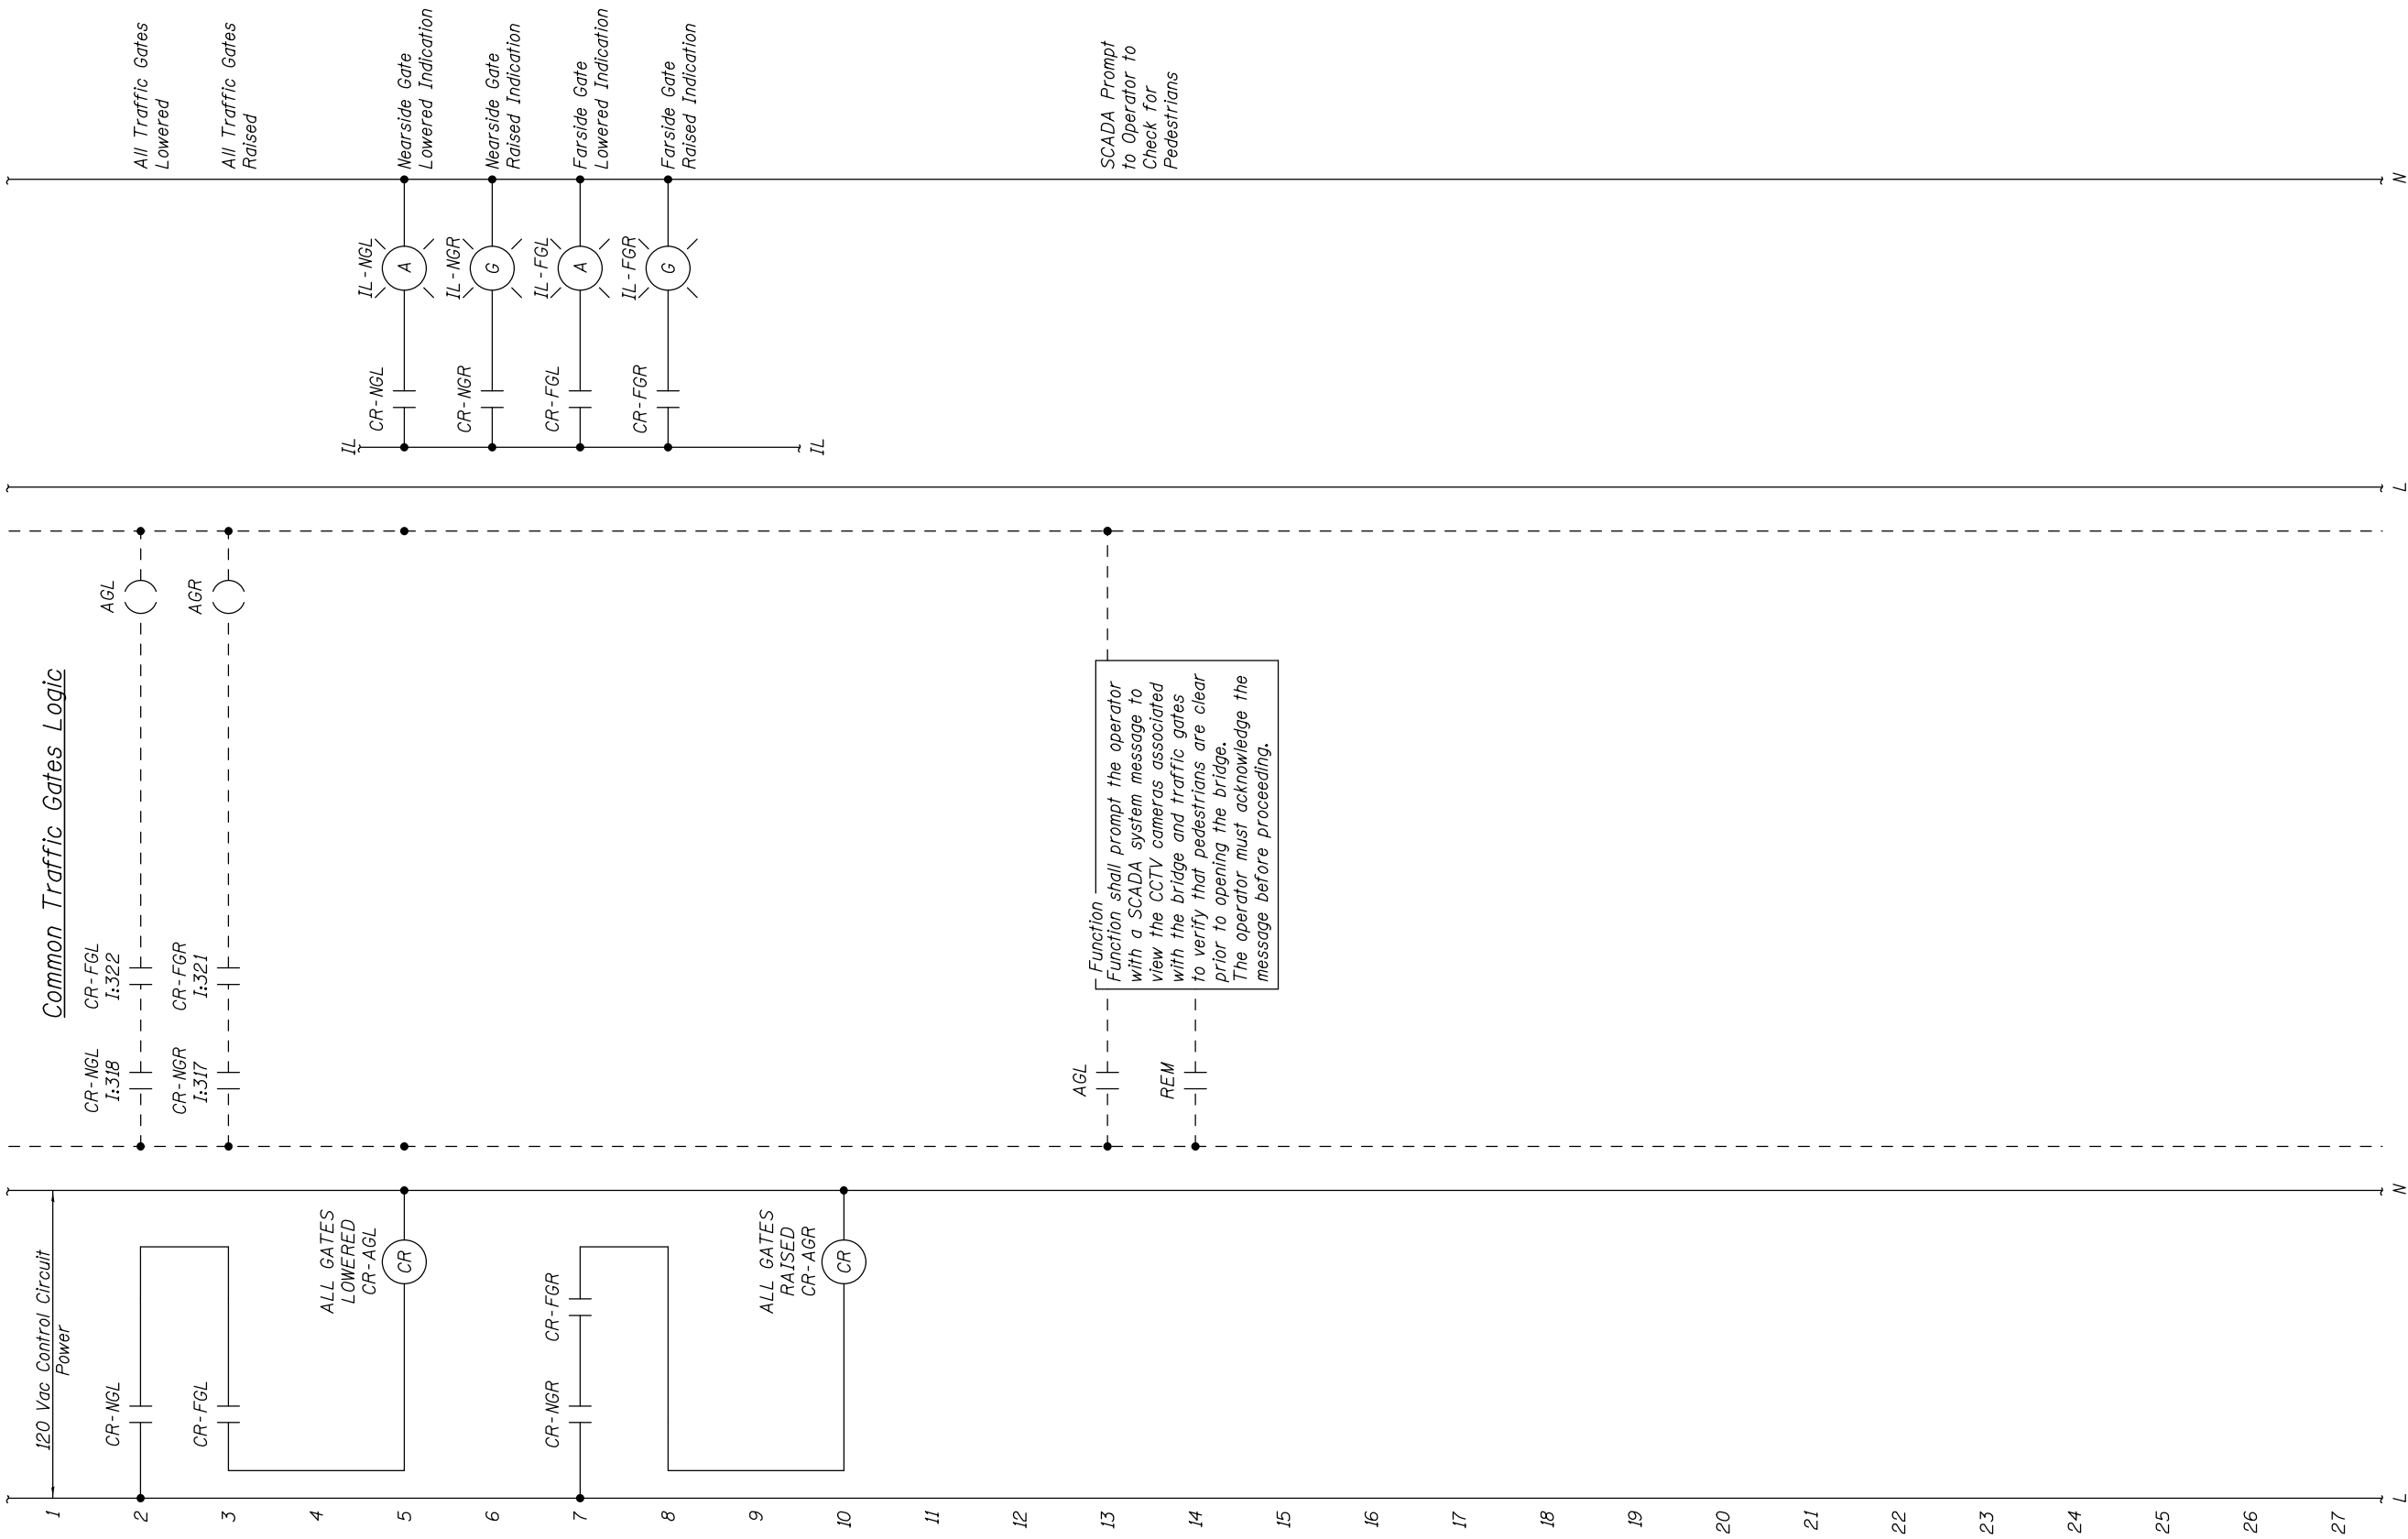 Common Traffic Gates Logic
120 Vac Control Circuit
Power
1
2
3
4
5
6
7
8
9
10
11
12
13
14
15
16
17
18
19
20
21
22
23
24
25
26
27
CR-NGL
CR-FGL
ALL GATES
LOWERED
CR-AGL
CR
CR-NGR
CR-FGR
ALL GATES
RAISED
CR-AGR
CR
L
N
CR-NGL
I:318
CR-FGL
I:322
AGL
CR-NGR
I:317
CR-FGR
I:321
AGR
AGL
REM
Function
Function shall prompt the operator
with a SCADA system message to
view the CCTV cameras associated
with the bridge and traffic gates
to verify that pedestrians are clear
prior to opening the bridge.
The operator must acknowledge the
message before proceeding.
IL
CR-NGL
IL-NGL
A
CR-NGR
IL-NGR
G
CR-FGL
IL-FGL
A
CR-FGR
IL-FGR
G
IL
L
N
All Traffic Gates
Lowered
All Traffic Gates
Raised
Nearside Gate
Lowered Indication
Nearside Gate
Raised Indication
Farside Gate
Lowered Indication
Farside Gate
Raised Indication
SCADA Prompt
to Operator to
Check for
Pedestrians